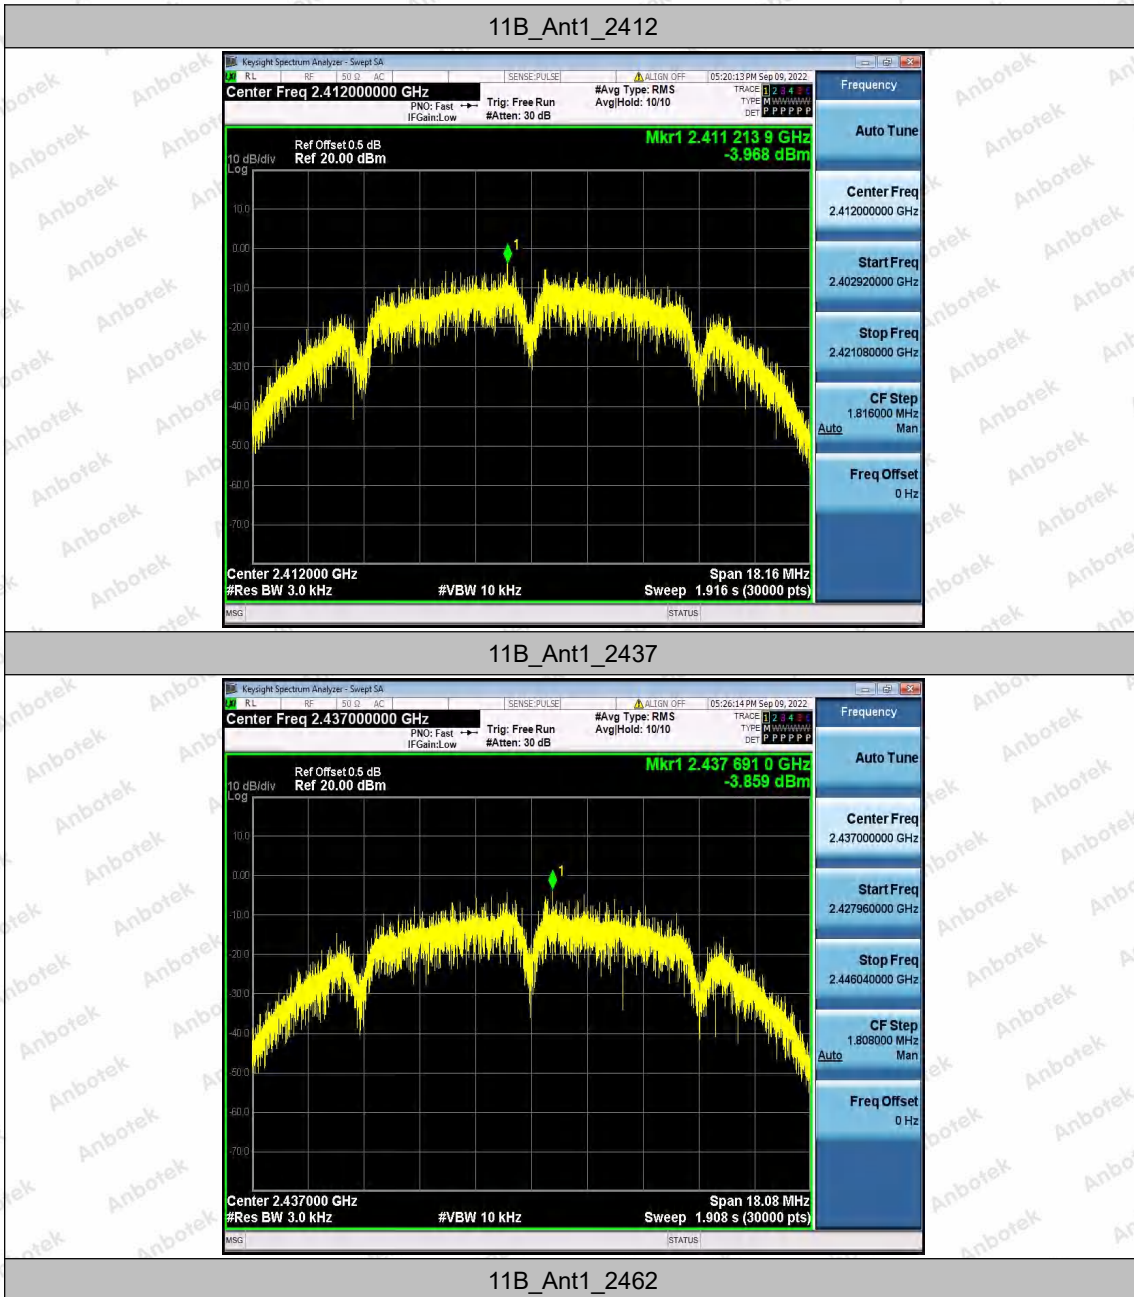 11B_Ant1_2412
Keysight Spectrum Analyzer - Swept SA
RL RF 50 Ω AC SENSE:PULSE ALIGN OFF 05:20:13 PM Sep 09, 2022
Center Freq 2.412000000 GHz
PNO: Fast
IFGain:Low
Trig: Free Run
#Atten: 30 dB
#Avg Type: RMS
Avg|Hold: 10/10
TRACE 1 2 3 4 5 6
TYPE M W W W W W
DET P P P P P P
Mkr1 2.411 213 9 GHz
-3.968 dBm
Ref Offset 0.5 dB
10 dB/div Ref 20.00 dBm
Log
10.0
0.00
-10.0
-20.0
-30.0
-40.0
-50.0
-60.0
-70.0
1
Center 2.412000 GHz Span 18.16 MHz
#Res BW 3.0 kHz #VBW 10 kHz Sweep 1.916 s (30000 pts)
MSG STATUS
Frequency
Auto Tune
Center Freq
2.412000000 GHz
Start Freq
2.402920000 GHz
Stop Freq
2.421080000 GHz
CF Step
1.816000 MHz
Auto Man
Freq Offset
0 Hz
11B_Ant1_2437
Keysight Spectrum Analyzer - Swept SA
RL RF 50 Ω AC SENSE:PULSE ALIGN OFF 05:26:14 PM Sep 09, 2022
Center Freq 2.437000000 GHz
PNO: Fast
IFGain:Low
Trig: Free Run
#Atten: 30 dB
#Avg Type: RMS
Avg|Hold: 10/10
TRACE 1 2 3 4 5 6
TYPE M W W W W W
DET P P P P P P
Mkr1 2.437 691 0 GHz
-3.859 dBm
Ref Offset 0.5 dB
10 dB/div Ref 20.00 dBm
Log
10.0
0.00
-10.0
-20.0
-30.0
-40.0
-50.0
-60.0
-70.0
1
Center 2.437000 GHz Span 18.08 MHz
#Res BW 3.0 kHz #VBW 10 kHz Sweep 1.908 s (30000 pts)
MSG STATUS
Frequency
Auto Tune
Center Freq
2.437000000 GHz
Start Freq
2.427960000 GHz
Stop Freq
2.446040000 GHz
CF Step
1.808000 MHz
Auto Man
Freq Offset
0 Hz
11B_Ant1_2462